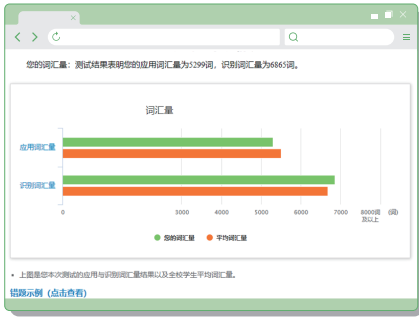 您的词汇量：测试结果表明您的应用词汇量为5299词，识别词汇量为6865词。
词汇量
应用词汇量
识别词汇量
0 3000 4000 5000 6000 7000 8000词及以上 (词)
您的词汇量 平均词汇量
上图是您本次测试的应用与识别词汇量结果以及全校学生平均词汇量。
错题示例（点击查看）